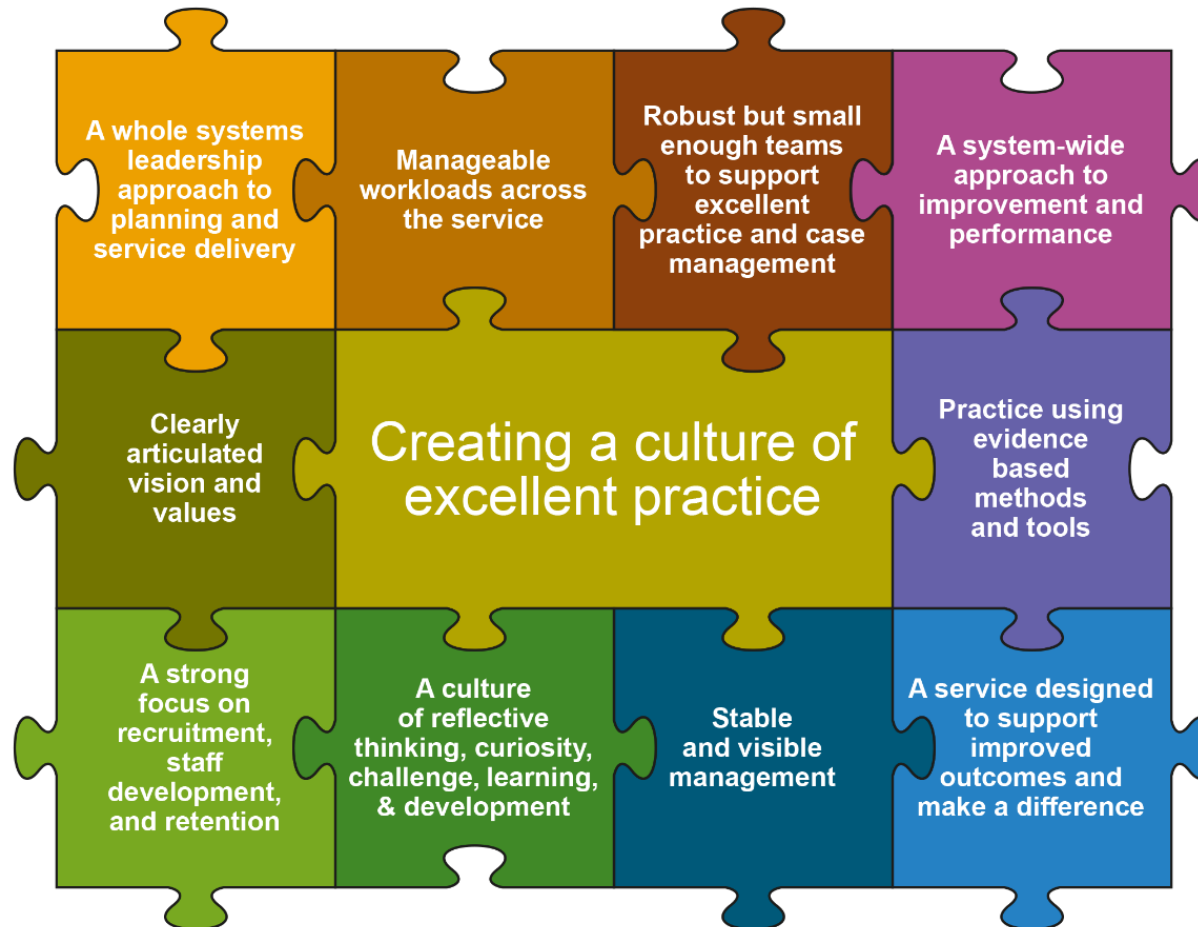 A whole systems
leadership
approach to
planning and
service delivery
Manageable
workloads across
the service
Robust but small
enough teams
to support
excellent
practice and case
management
A system-wide
approach to
improvement and
performance
Clearly
articulated
vision and
values
Creating a culture of
excellent practice
Practice using
evidence
based
methods
and tools
A strong
focus on
recruitment,
staff
development,
and retention
A culture
of reflective
thinking, curiosity,
challenge, learning,
& development
Stable
and visible
management
A service designed
to support
improved
outcomes and
make a difference